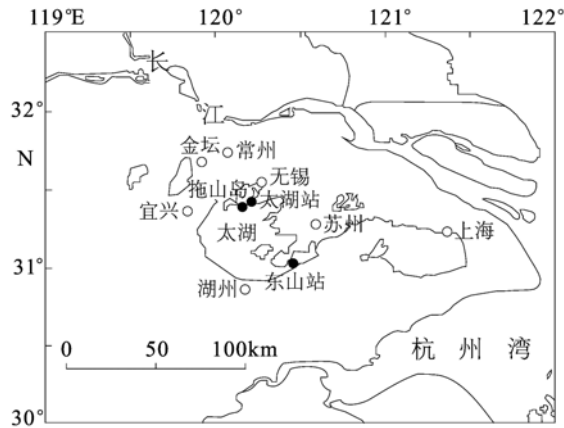 119°E
120°
121°
122°
长
32°
江
金坛
常州
N
无锡
拖山岛
太湖站
宜兴
苏州
太湖
上海
31°
东山站
湖州
0 50 100km
杭州湾
30°